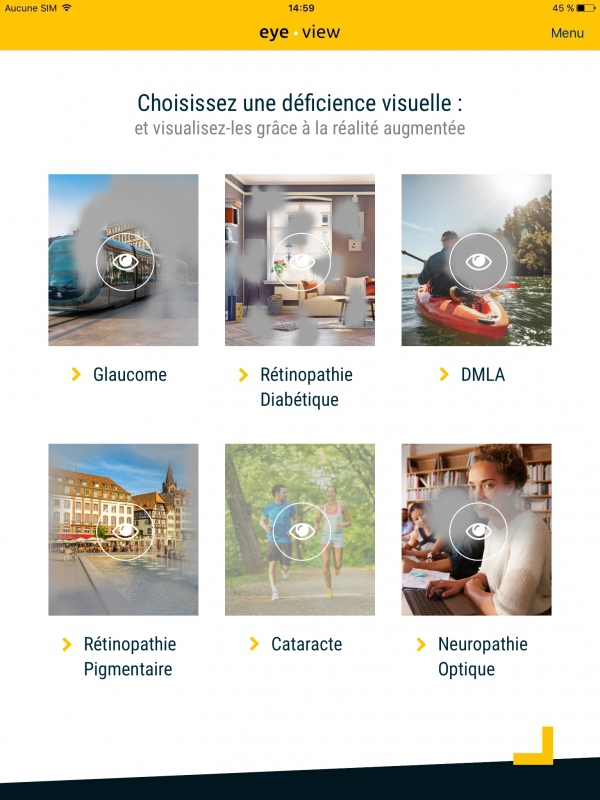 Aucune SIM 14:59 45 %
eye view Menu
Choisissez une déficience visuelle :
et visualisez-les grâce à la réalité augmentée
Glaucome
Rétinopathie
Diabétique
DMLA
Rétinopathie
Pigmentaire
Cataracte
Neuropathie
Optique